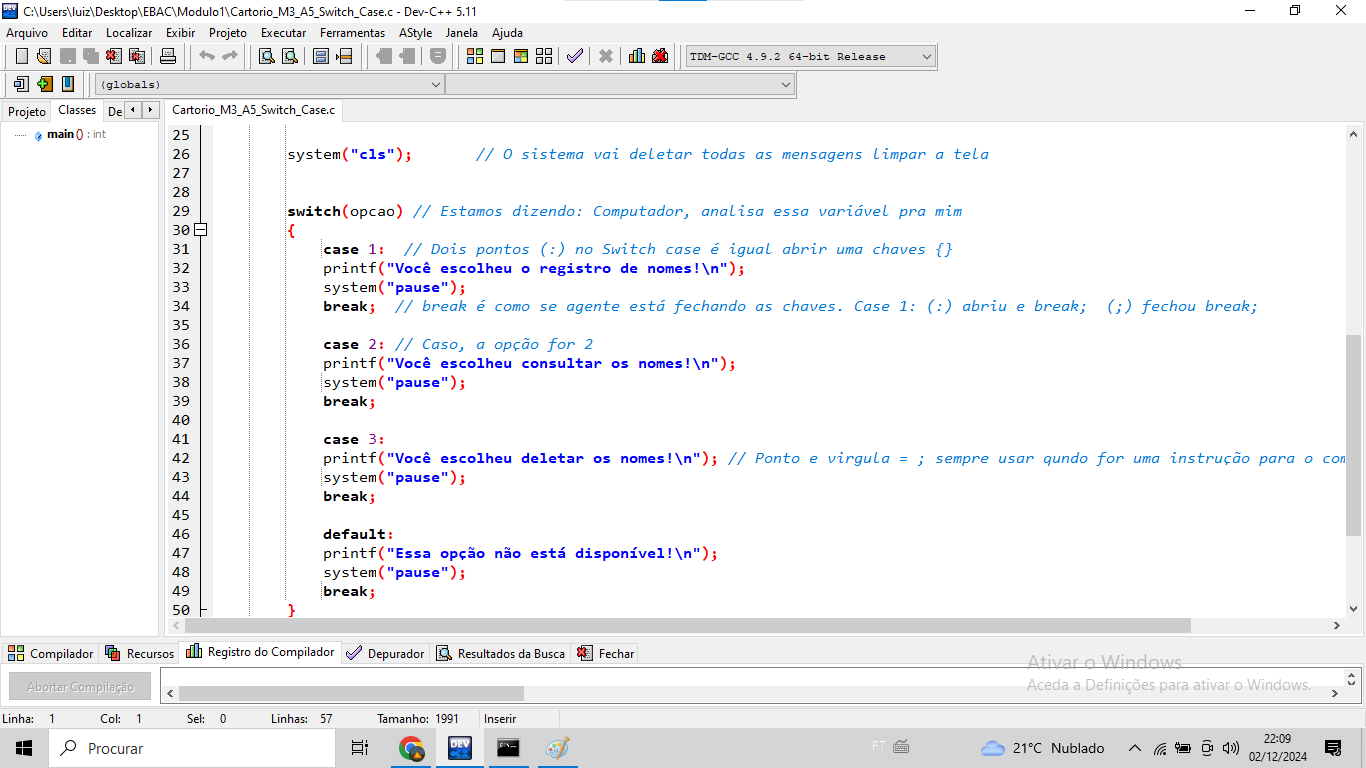 C:\Users\luiz\Desktop\EBAC\Modulo1\Cartorio_M3_A5_Switch_Case.c - Dev-C++ 5.11
Arquivo Editar Localizar Exibir Projeto Executar Ferramentas AStyle Janela Ajuda
TDM-GCC 4.9.2 64-bit Release
(globals)
Projeto Classes De
Cartorio_M3_A5_Switch_Case.c
main () : int
25
26 system("cls"); // O sistema vai deletar todas as mensagens limpar a tela
27
28
29 switch(opcao) // Estamos dizendo: Computador, analisa essa variável pra mim
30 {
31 case 1: // Dois pontos (:) no Switch case é igual abrir uma chaves {}
32 printf("Você escolheu o registro de nomes!\n");
33 system("pause");
34 break; // break é como se agente está fechando as chaves. Case 1: (:) abriu e break; (;) fechou break;
35
36 case 2: // Caso, a opção for 2
37 printf("Você escolheu consultar os nomes!\n");
38 system("pause");
39 break;
40
41 case 3:
42 printf("Você escolheu deletar os nomes!\n"); // Ponto e virgula = ; sempre usar qundo for uma instrução para o com
43 system("pause");
44 break;
45
46 default:
47 printf("Essa opção não está disponível!\n");
48 system("pause");
49 break;
50 }
Compilador Recursos Registro do Compilador Depurador Resultados da Busca Fechar
Abortar Compilação
Ativar o Windows
Aceda a Definições para ativar o Windows.
Linha: 1 Col: 1 Sel: 0 Linhas: 57 Tamanho: 1991 Inserir
DEV
Procurar
PT
21°C Nublado
22:09
02/12/2024